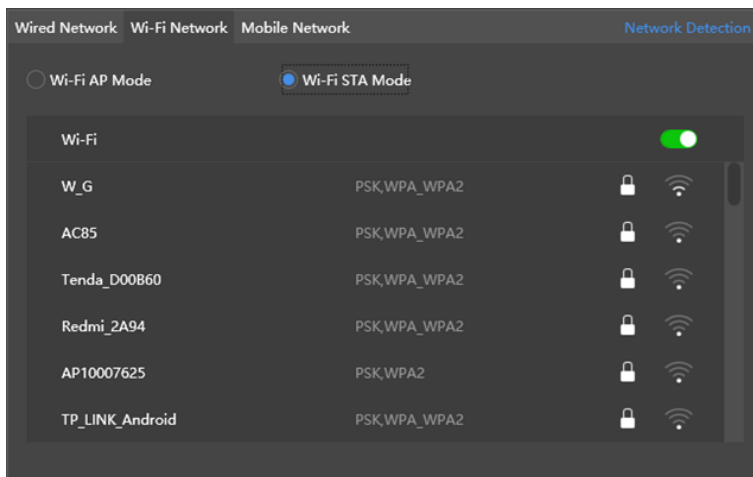 Wired Network Wi-Fi Network Mobile Network Network Detection
Wi-Fi AP Mode Wi-Fi STA Mode
Wi-Fi
W_G PSK,WPA_WPA2
AC85 PSK,WPA_WPA2
Tenda_D00B60 PSK,WPA_WPA2
Redmi_2A94 PSK,WPA_WPA2
AP10007625 PSK,WPA2
TP_LINK_Android PSK,WPA_WPA2